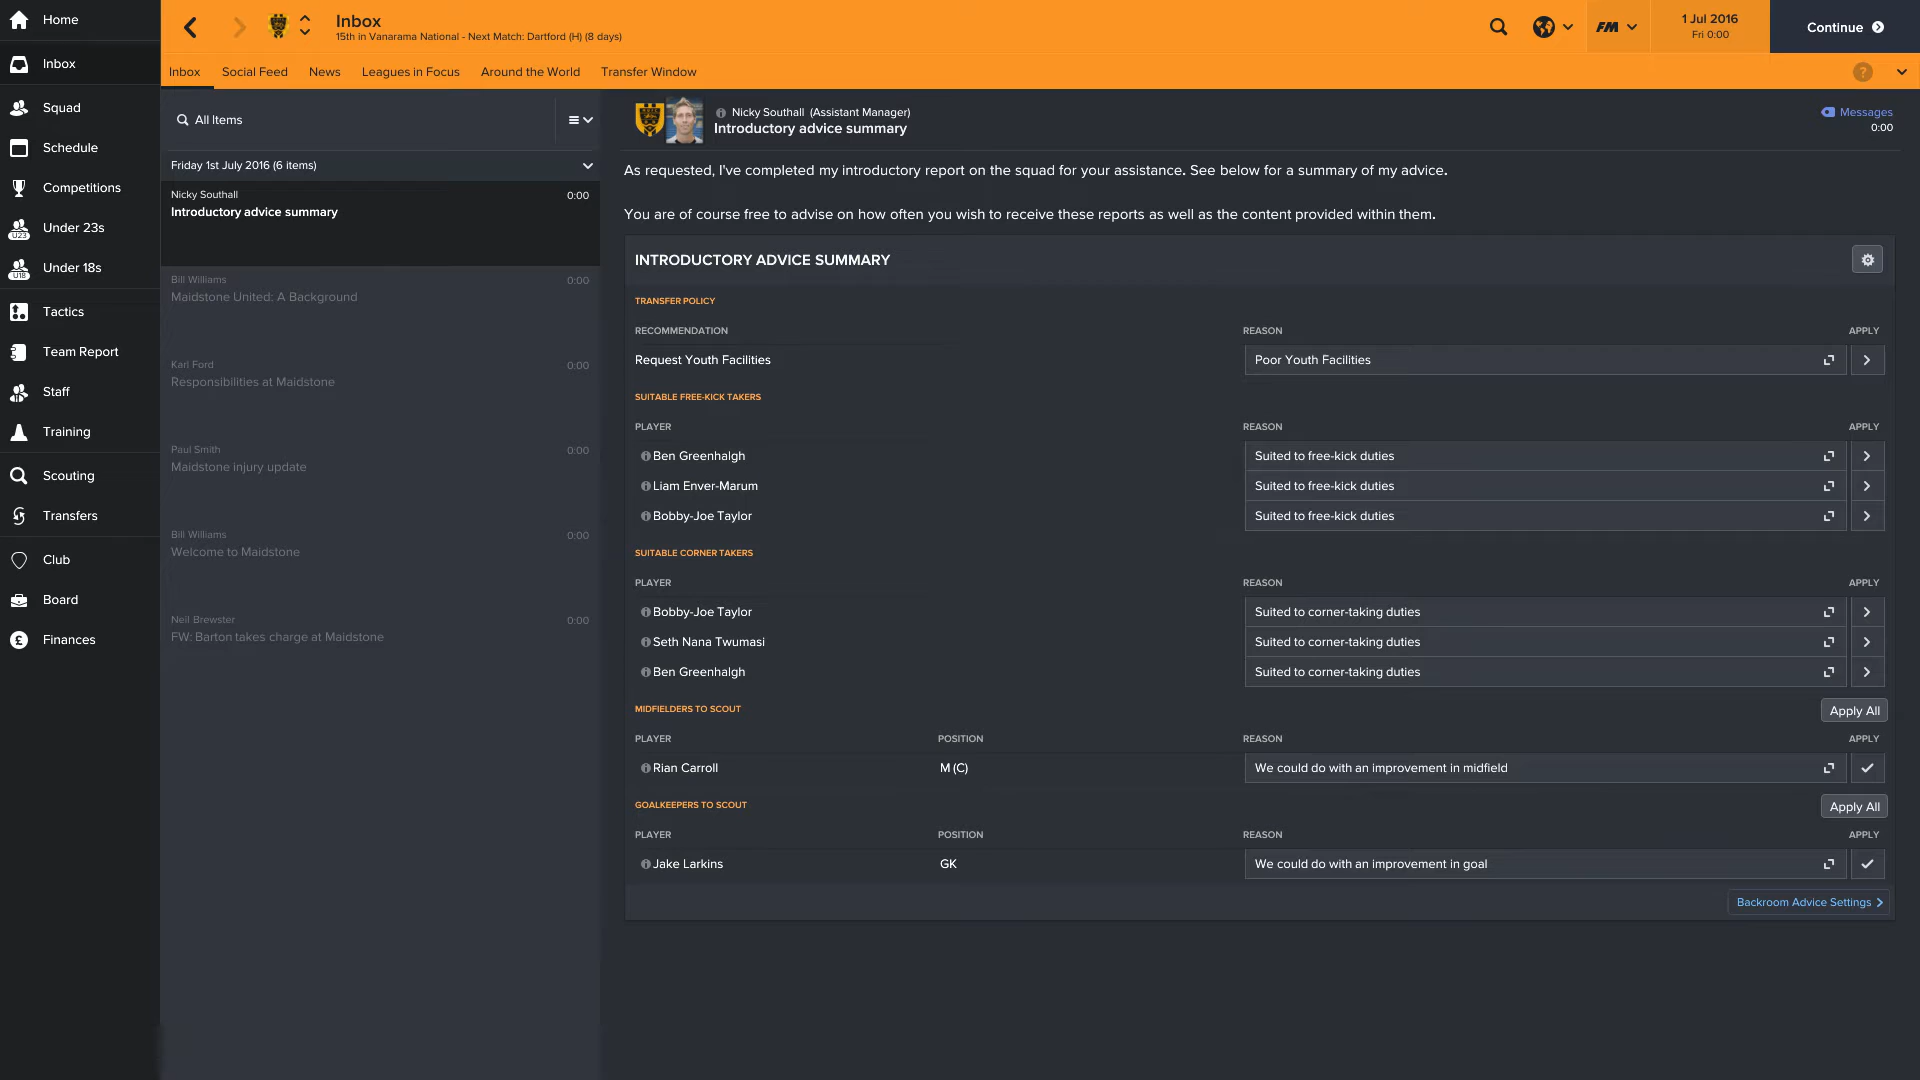 Home
Inbox
Squad
Schedule
Competitions
U23
Under 23s
U18
Under 18s
Tactics
Team Report
Staff
Training
Scouting
Transfers
Club
Board
£
Finances
Inbox
15th in Vanarama National - Next Match: Dartford (H) (8 days)
FM
1 Jul 2016
Fri 0:00
Continue
Inbox
Social Feed
News
Leagues in Focus
Around the World
Transfer Window
?
All Items
Friday 1st July 2016 (6 items)
Nicky Southall 0:00
Introductory advice summary
Bill Williams 0:00
Maidstone United: A Background
Karl Ford 0:00
Responsibilities at Maidstone
Paul Smith 0:00
Maidstone injury update
Bill Williams 0:00
Welcome to Maidstone
Neil Brewster 0:00
FW: Barton takes charge at Maidstone
Nicky Southall (Assistant Manager)
Introductory advice summary
Messages
0:00
As requested, I've completed my introductory report on the squad for your assistance. See below for a summary of my advice.
You are of course free to advise on how often you wish to receive these reports as well as the content provided within them.
INTRODUCTORY ADVICE SUMMARY
TRANSFER POLICY
RECOMMENDATION REASON APPLY
Request Youth Facilities Poor Youth Facilities
SUITABLE FREE-KICK TAKERS
PLAYER REASON APPLY
Ben Greenhalgh Suited to free-kick duties
Liam Enver-Marum Suited to free-kick duties
Bobby-Joe Taylor Suited to free-kick duties
SUITABLE CORNER TAKERS
PLAYER REASON APPLY
Bobby-Joe Taylor Suited to corner-taking duties
Seth Nana Twumasi Suited to corner-taking duties
Ben Greenhalgh Suited to corner-taking duties
MIDFIELDERS TO SCOUT Apply All
PLAYER POSITION REASON APPLY
Rian Carroll M (C) We could do with an improvement in midfield
GOALKEEPERS TO SCOUT Apply All
PLAYER POSITION REASON APPLY
Jake Larkins GK We could do with an improvement in goal
Backroom Advice Settings